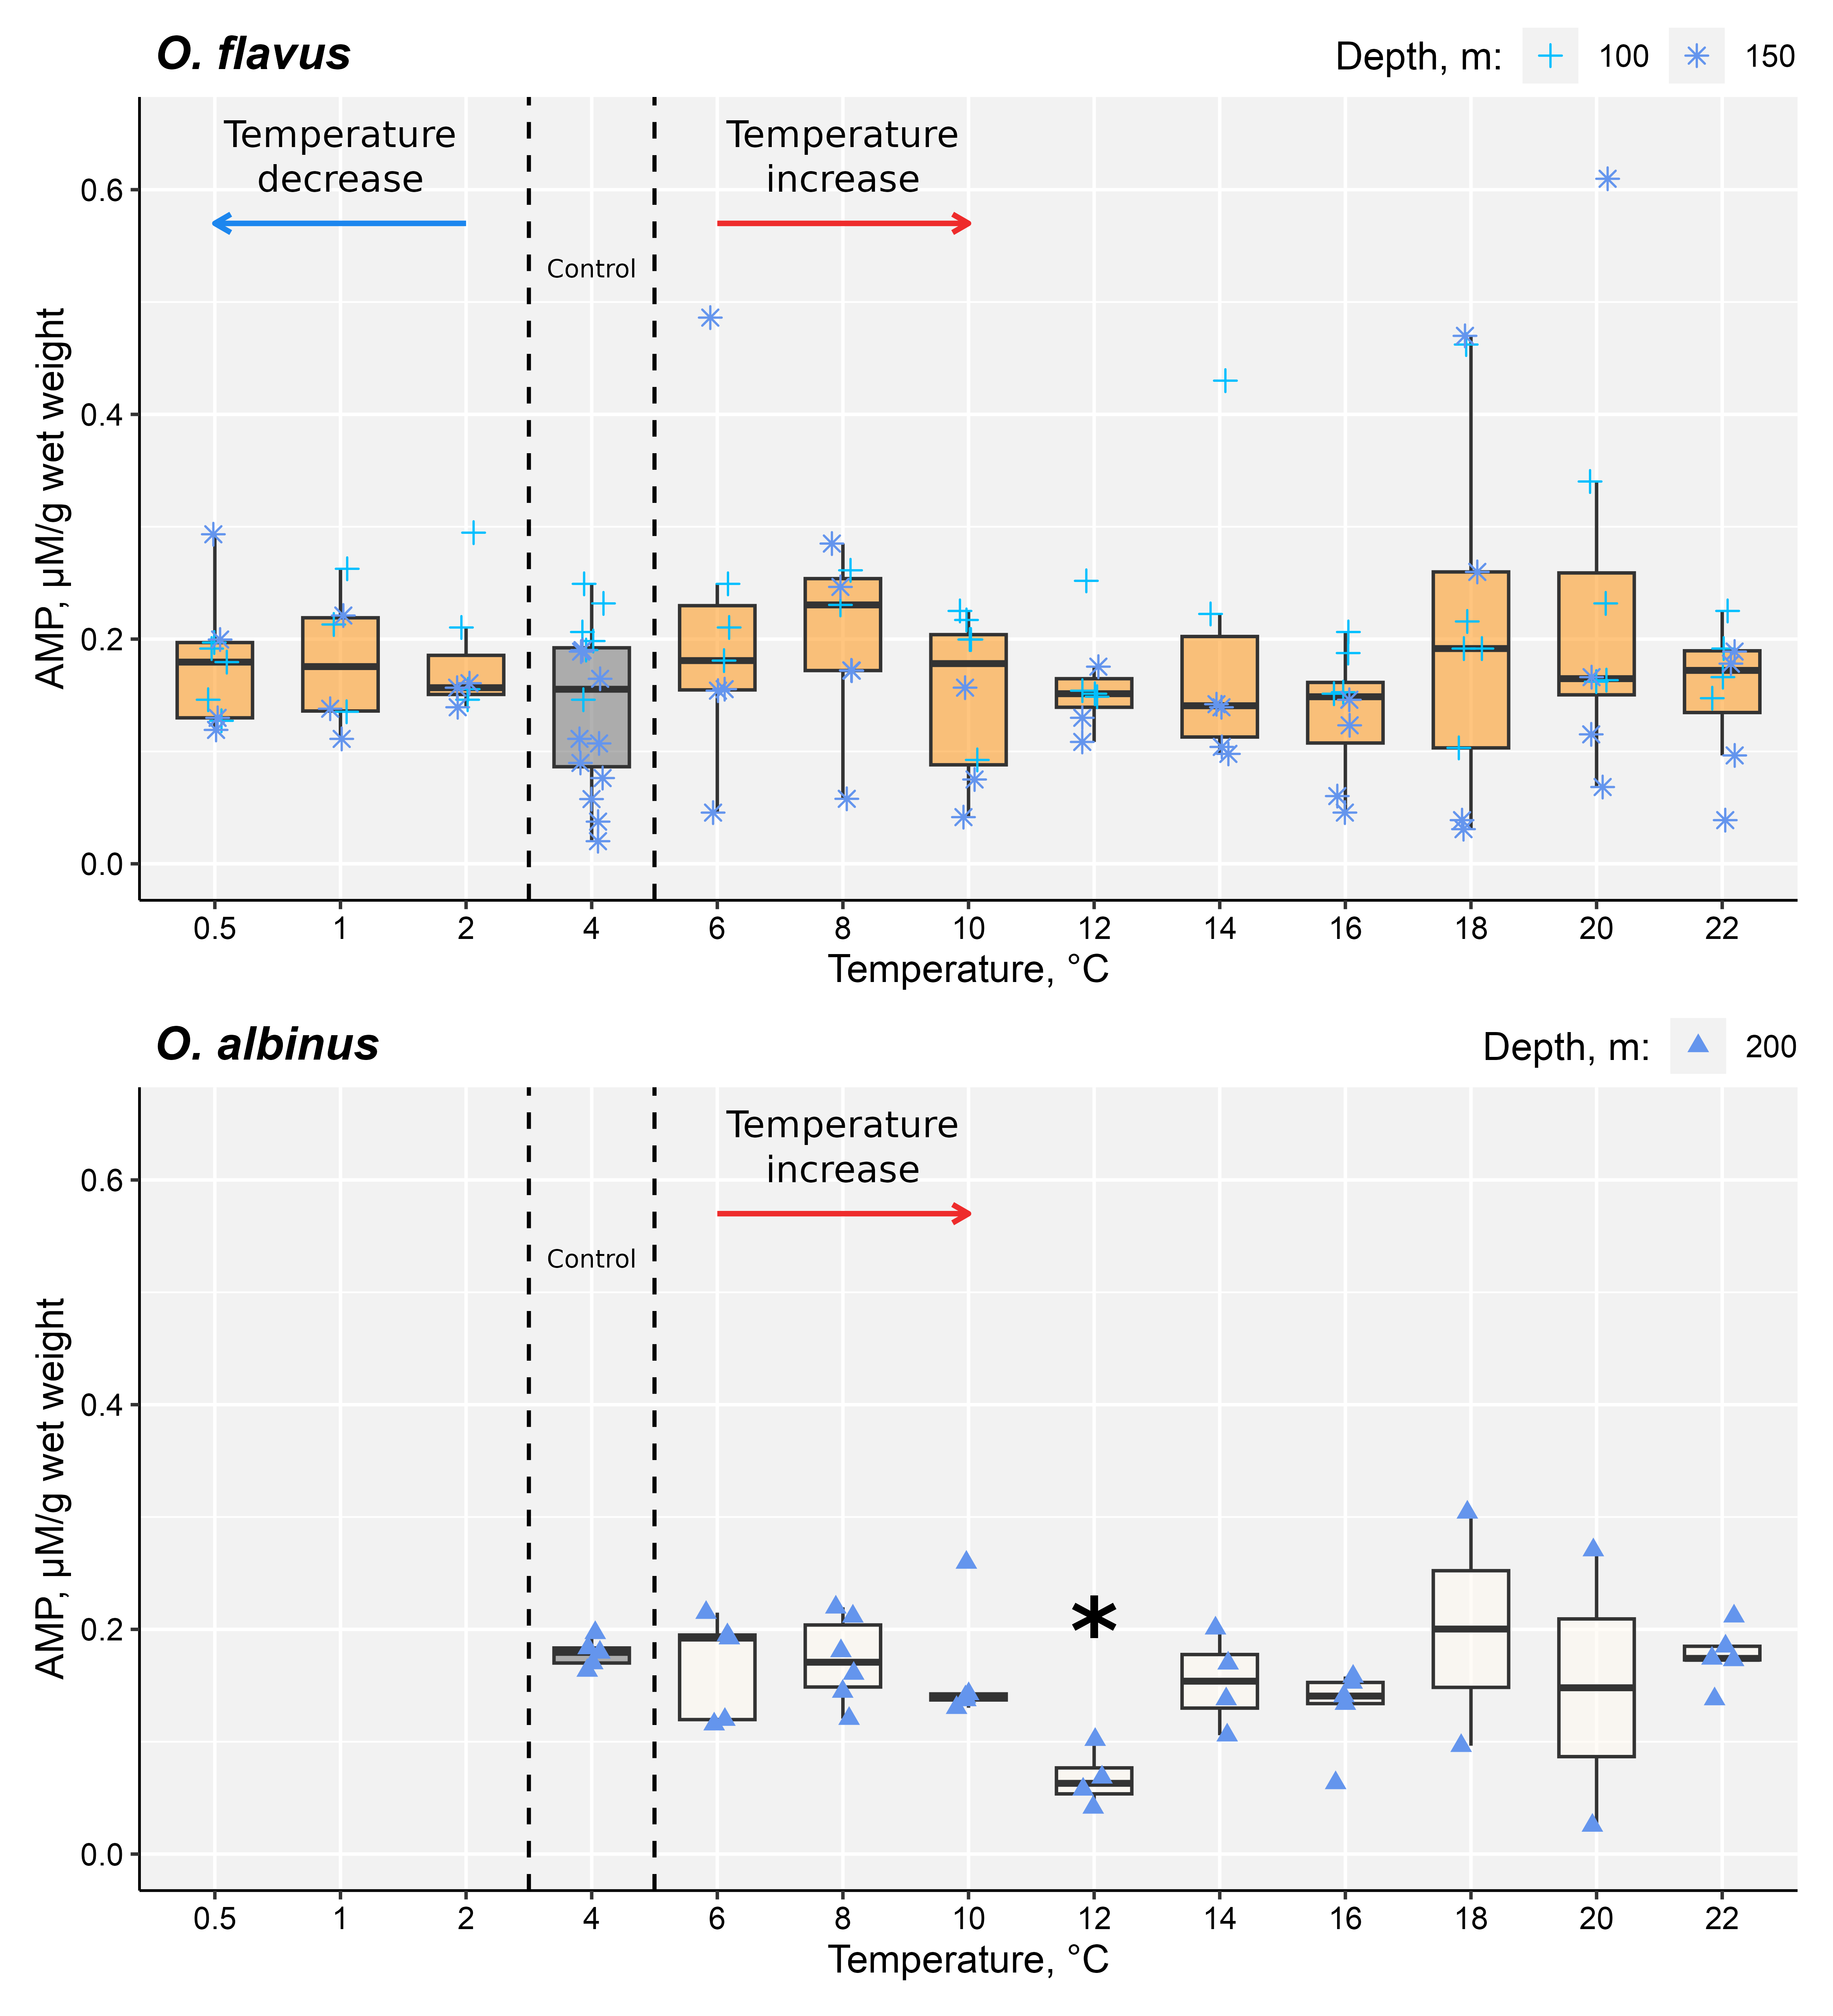 O. flavus
Depth, m: 100 150
Temperature
decrease
Temperature
increase
Control
AMP, µM/g wet weight
0.6
0.4
0.2
0.0
0.5 1 2 4 6 8 10 12 14 16 18 20 22
Temperature, °C
O. albinus
Depth, m: 200
Temperature
increase
Control
*
AMP, µM/g wet weight
0.6
0.4
0.2
0.0
0.5 1 2 4 6 8 10 12 14 16 18 20 22
Temperature, °C